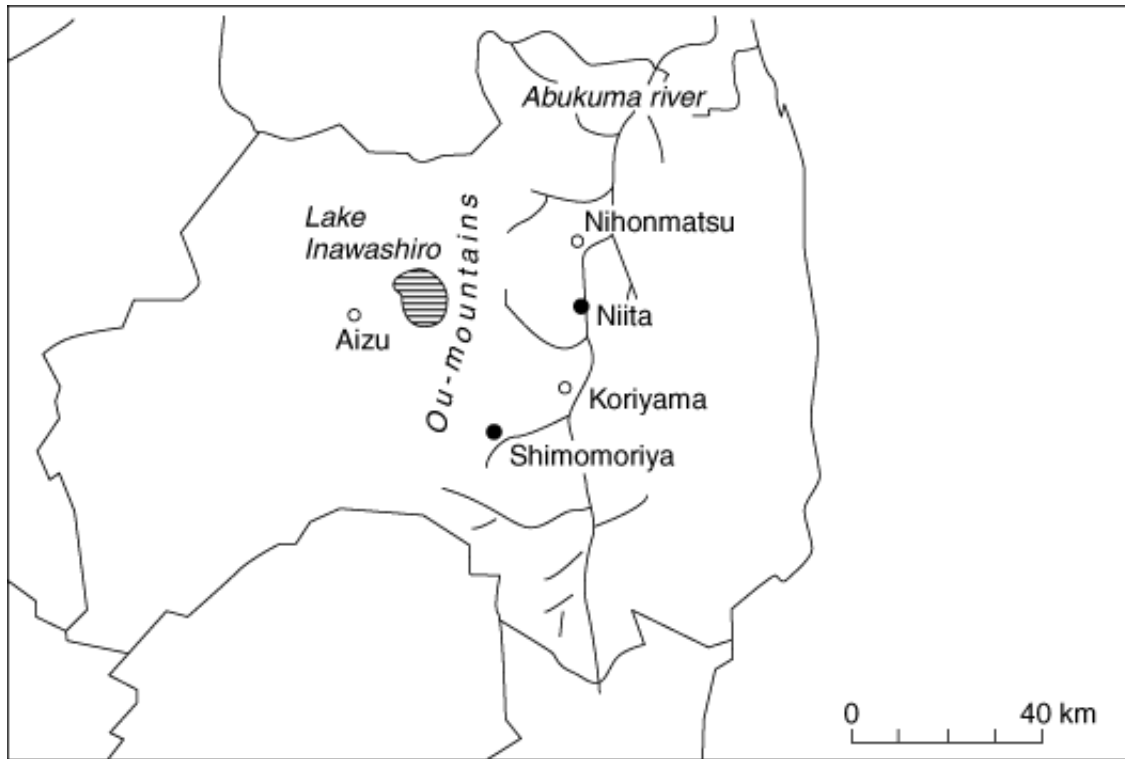 Abukuma river
Nihonmatsu
Lake
Inawashiro
Ou-mountains
Niita
Aizu
Koriyama
Shimomoriya
0 40 km